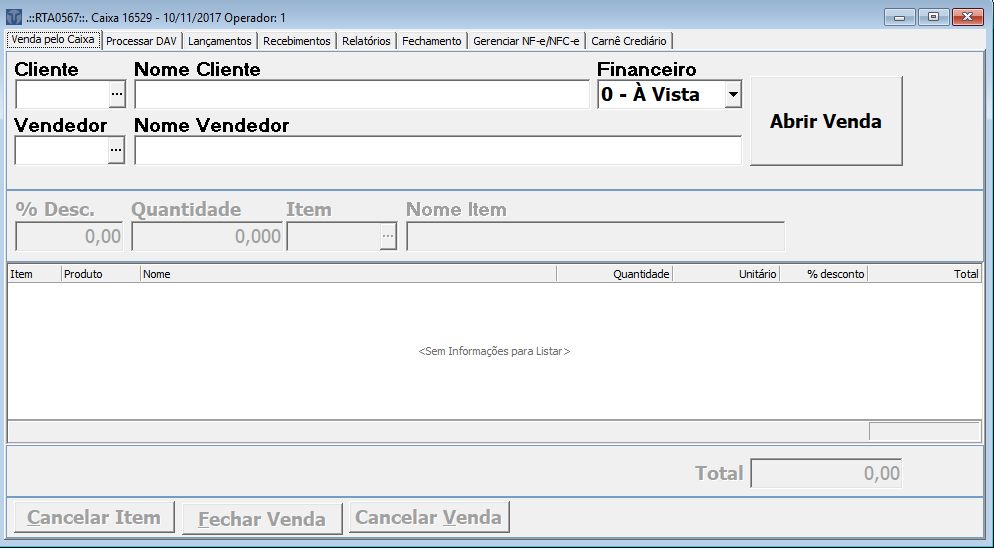 .::RTA0567::. Caixa 16529 - 10/11/2017 Operador: 1
Venda pelo Caixa Processar DAV Lançamentos Recebimentos Relatórios Fechamento Gerenciar NF-e/NFC-e Carnê Crediário
Cliente Nome Cliente Financeiro
... 0 - À Vista
Abrir Venda
Vendedor Nome Vendedor
...
% Desc. Quantidade Item Nome Item
0,00 0,000 ...
Item Produto Nome Quantidade Unitário % desconto Total
<Sem Informações para Listar>
Total 0,00
Cancelar Item Fechar Venda Cancelar Venda